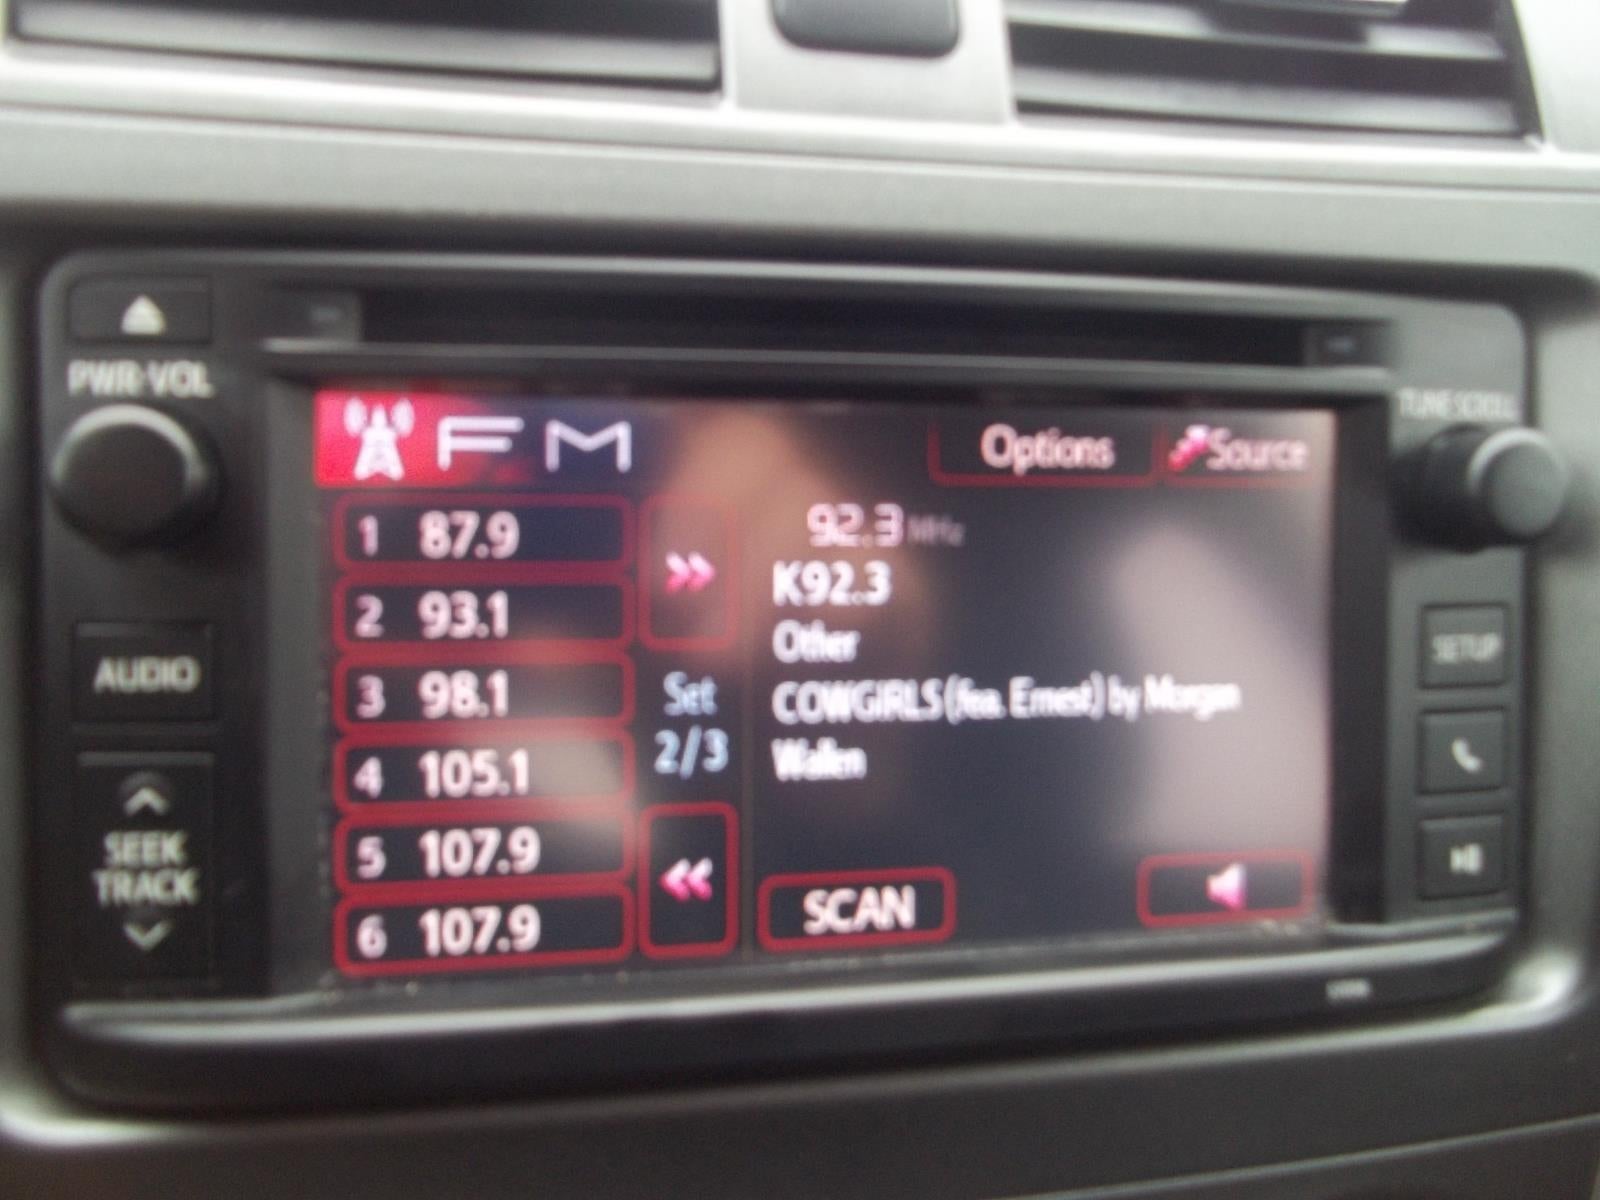 PWR·VOL
TUNE·SCROLL
FM
Options
Source
1 87.9
2 93.1
3 98.1
4 105.1
5 107.9
6 107.9
Set
2/3
92.3 MHz
K92.3
Other
COWGIRLS (fea. Ernest) by Morgan
Wallen
SCAN
AUDIO
SEEK
TRACK
SETUP